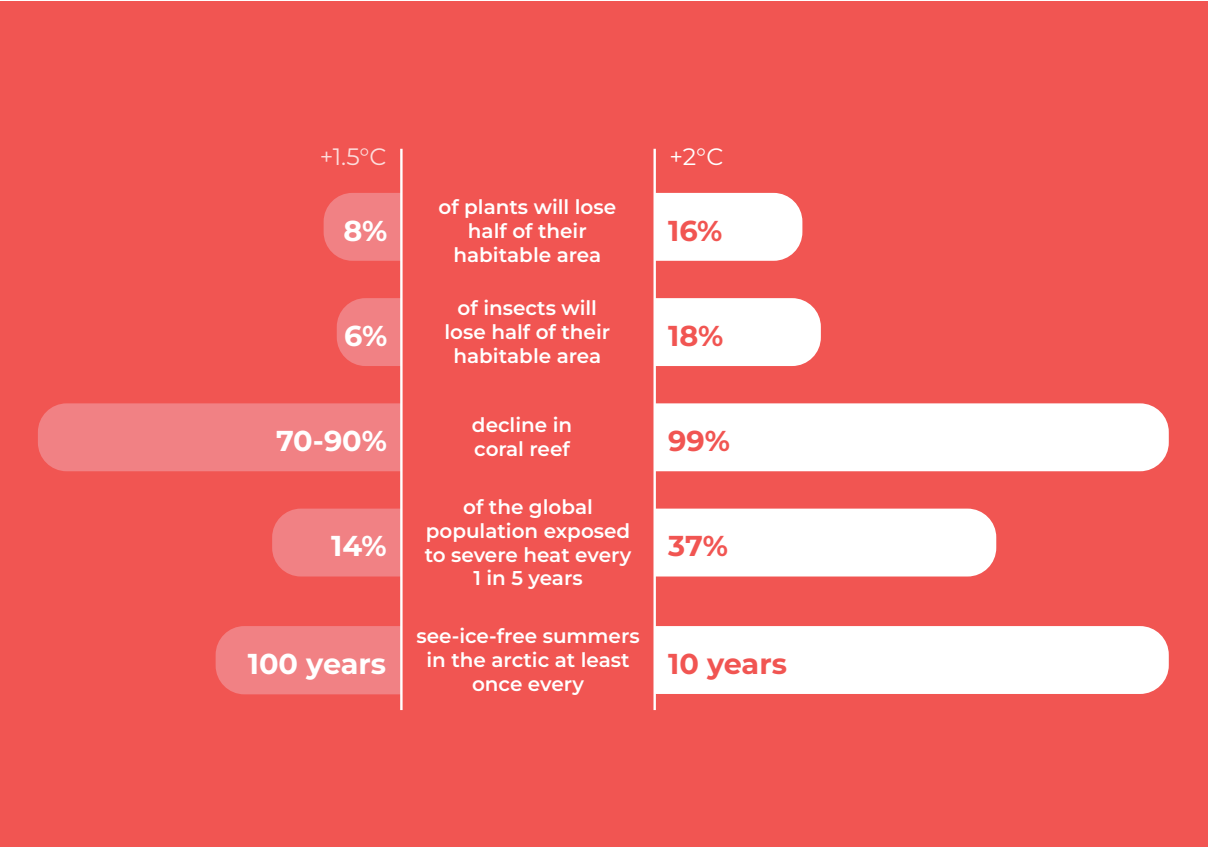 +1.5°C
+2°C
8%
of plants will lose
half of their
habitable area
16%
6%
of insects will
lose half of their
habitable area
18%
70-90%
decline in
coral reef
99%
14%
of the global
population exposed
to severe heat every
1 in 5 years
37%
100 years
see-ice-free summers
in the arctic at least
once every
10 years